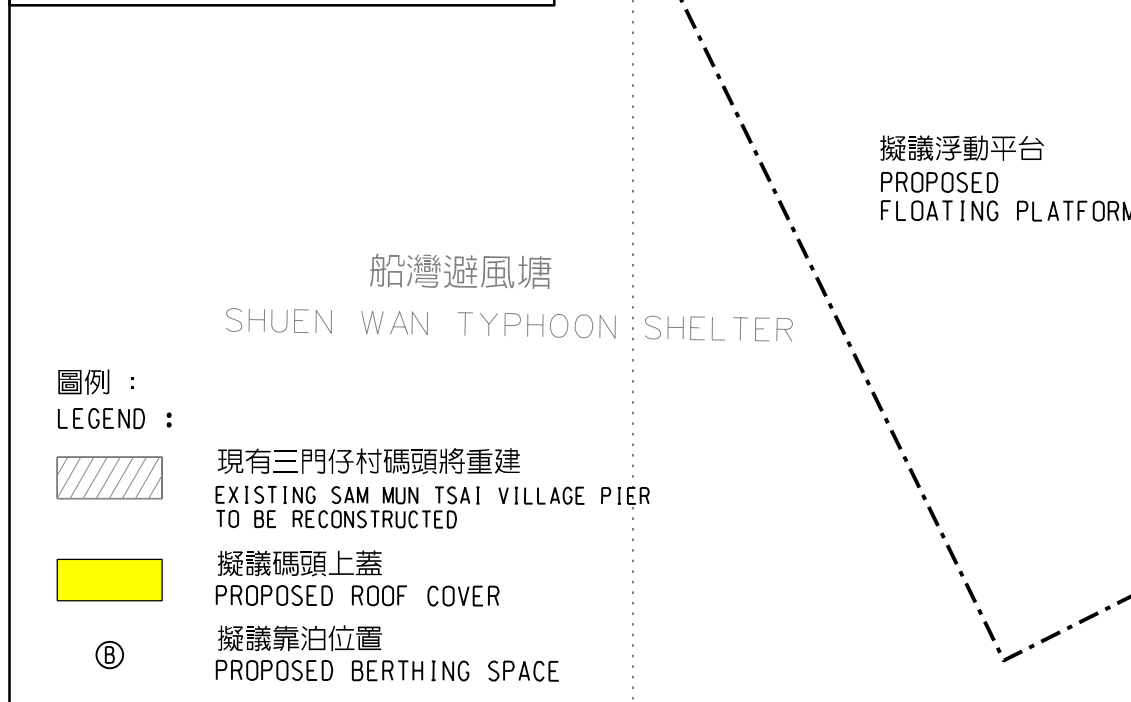 擬議浮動平台
PROPOSED
FLOATING PLATFORM
船灣避風塘
SHUEN WAN TYPHOON SHELTER
圖例 :
LEGEND :
現有三門仔村碼頭將重建
EXISTING SAM MUN TSAI VILLAGE PIER
TO BE RECONSTRUCTED
擬議碼頭上蓋
PROPOSED ROOF COVER
Ⓑ
擬議靠泊位置
PROPOSED BERTHING SPACE